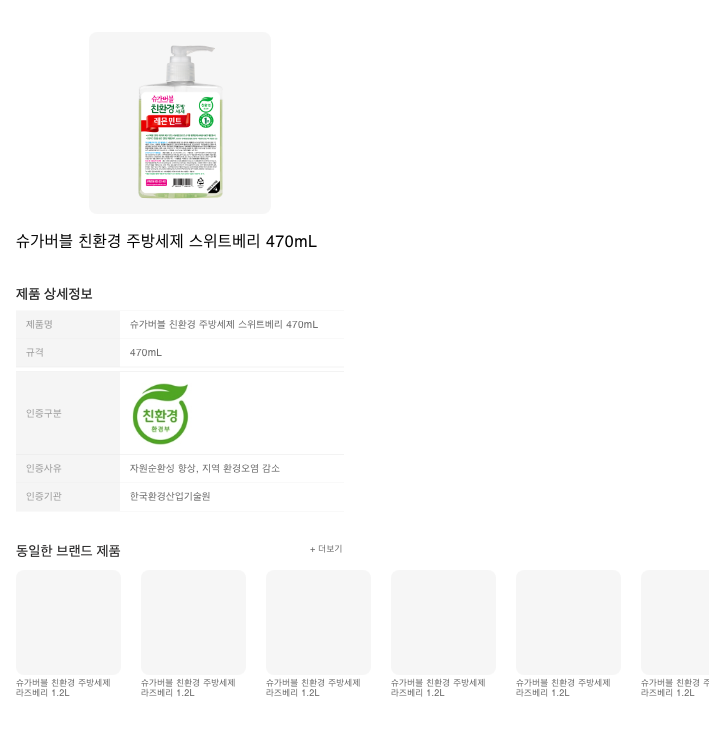 슈가버블
친환경 주방
세제
레몬 민트
슈가버블 친환경 주방세제 스위트베리 470mL
제품 상세정보
제품명 슈가버블 친환경 주방세제 스위트베리 470mL
규격 470mL
인증구분 친환경
환경부
인증사유 자원순환성 향상, 지역 환경오염 감소
인증기관 한국환경산업기술원
동일한 브랜드 제품 + 더보기
슈가버블 친환경 주방세제 슈가버블 친환경 주방세제 슈가버블 친환경 주방세제 슈가버블 친환경 주방세제 슈가버블 친환경 주방세제 슈가버블 친환경
라즈베리 1.2L 라즈베리 1.2L 라즈베리 1.2L 라즈베리 1.2L 라즈베리 1.2L 라즈베리 1.2L